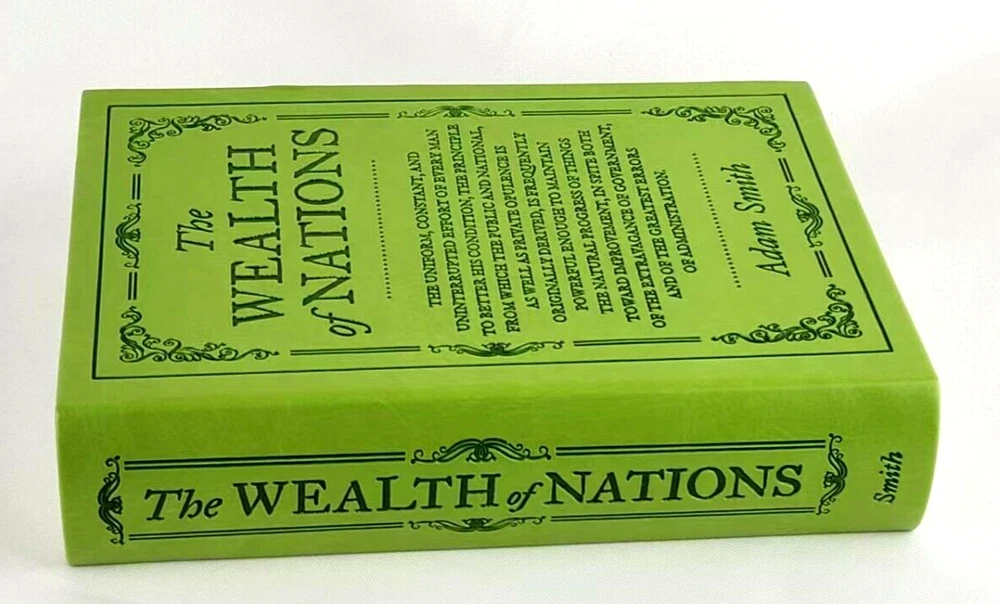 The
WEALTH
of NATIONS
THE UNIFORM, CONSTANT, AND
UNINTERRUPTED EFFORT OF EVERY MAN
TO BETTER HIS CONDITION, THE PRINCIPLE
FROM WHICH THE PUBLIC AND NATIONAL,
AS WELL AS PRIVATE OPULENCE IS
ORIGINALLY DERIVED, IS FREQUENTLY
POWERFUL ENOUGH TO MAINTAIN
THE NATURAL PROGRESS OF THINGS
TOWARD IMPROVEMENT, IN SPITE BOTH
OF THE EXTRAVAGANCE OF GOVERNMENT,
AND OF THE GREATEST ERRORS
OF ADMINISTRATION.
Adam Smith
The WEALTH of NATIONS
Smith